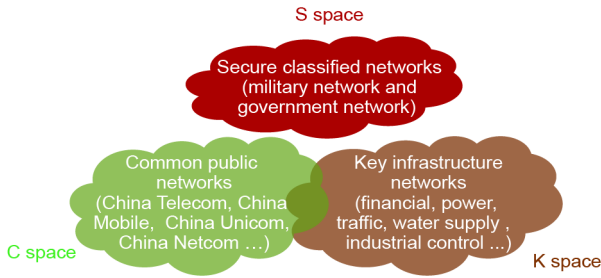 S space
Secure classified networks
(military network and
government network)
Common public
networks
(China Telecom, China
Mobile, China Unicom,
China Netcom …)
C space
Key infrastructure
networks
(financial, power,
traffic, water supply ,
industrial control ...)
K space